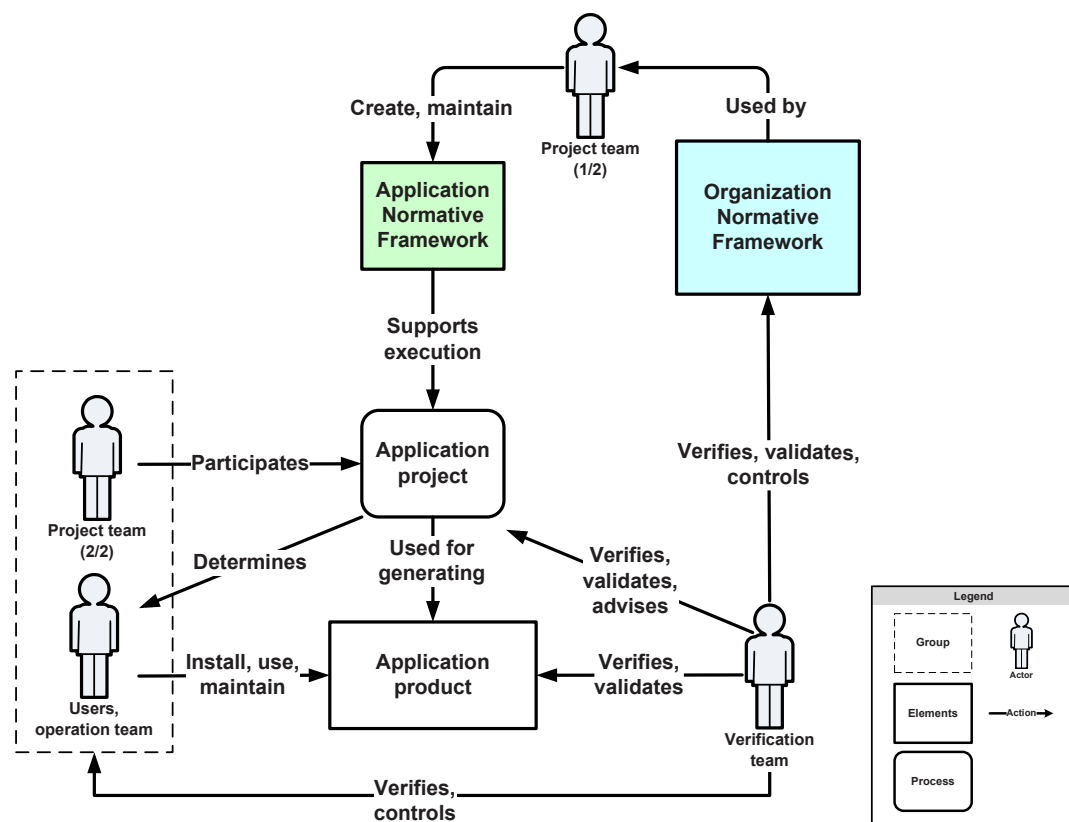 Create, maintain
Project team
(1/2)
Used by
Application
Normative
Framework
Organization
Normative
Framework
Supports
execution
Project team
(2/2)
Participates
Application
project
Verifies, validates,
controls
Determines
Used for
generating
Verifies,
validates,
advises
Users,
operation team
Install, use,
maintain
Application
product
Verifies,
validates
Verification
team
Verifies,
controls
Legend
Group
Actor
Elements
Action
Process